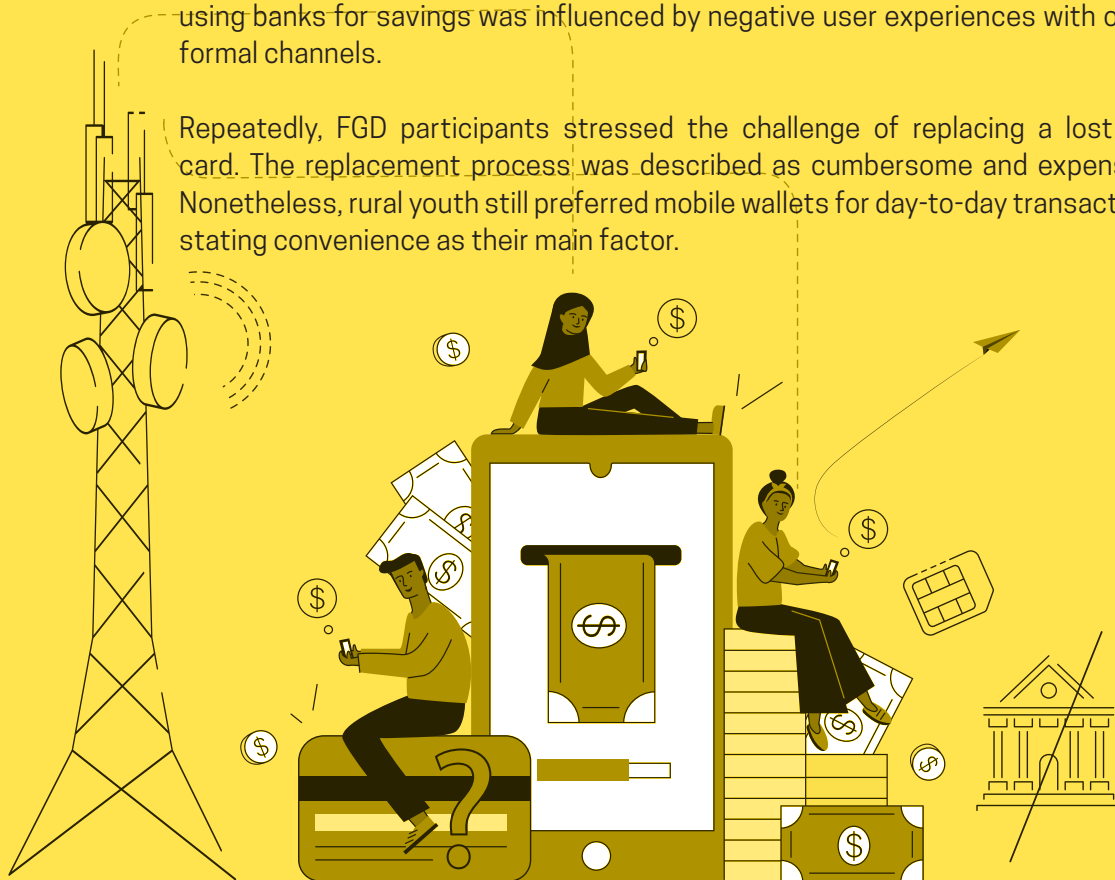 using banks for savings was influenced by negative user experiences with
formal channels.
Repeatedly, FGD participants stressed the challenge of replacing a lost
card. The replacement process was described as cumbersome and
Nonetheless, rural youth still preferred mobile wallets for day-to-day
stating convenience as their main factor.
$
$
$
$
$
$
$
$
$
$
$
$
?
$